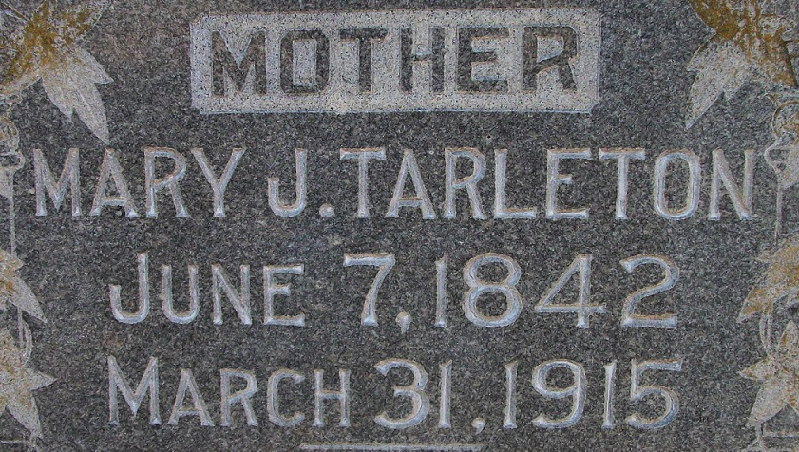 MOTHER
MARY J. TARLETON
JUNE 7, 1842
MARCH 31, 1915